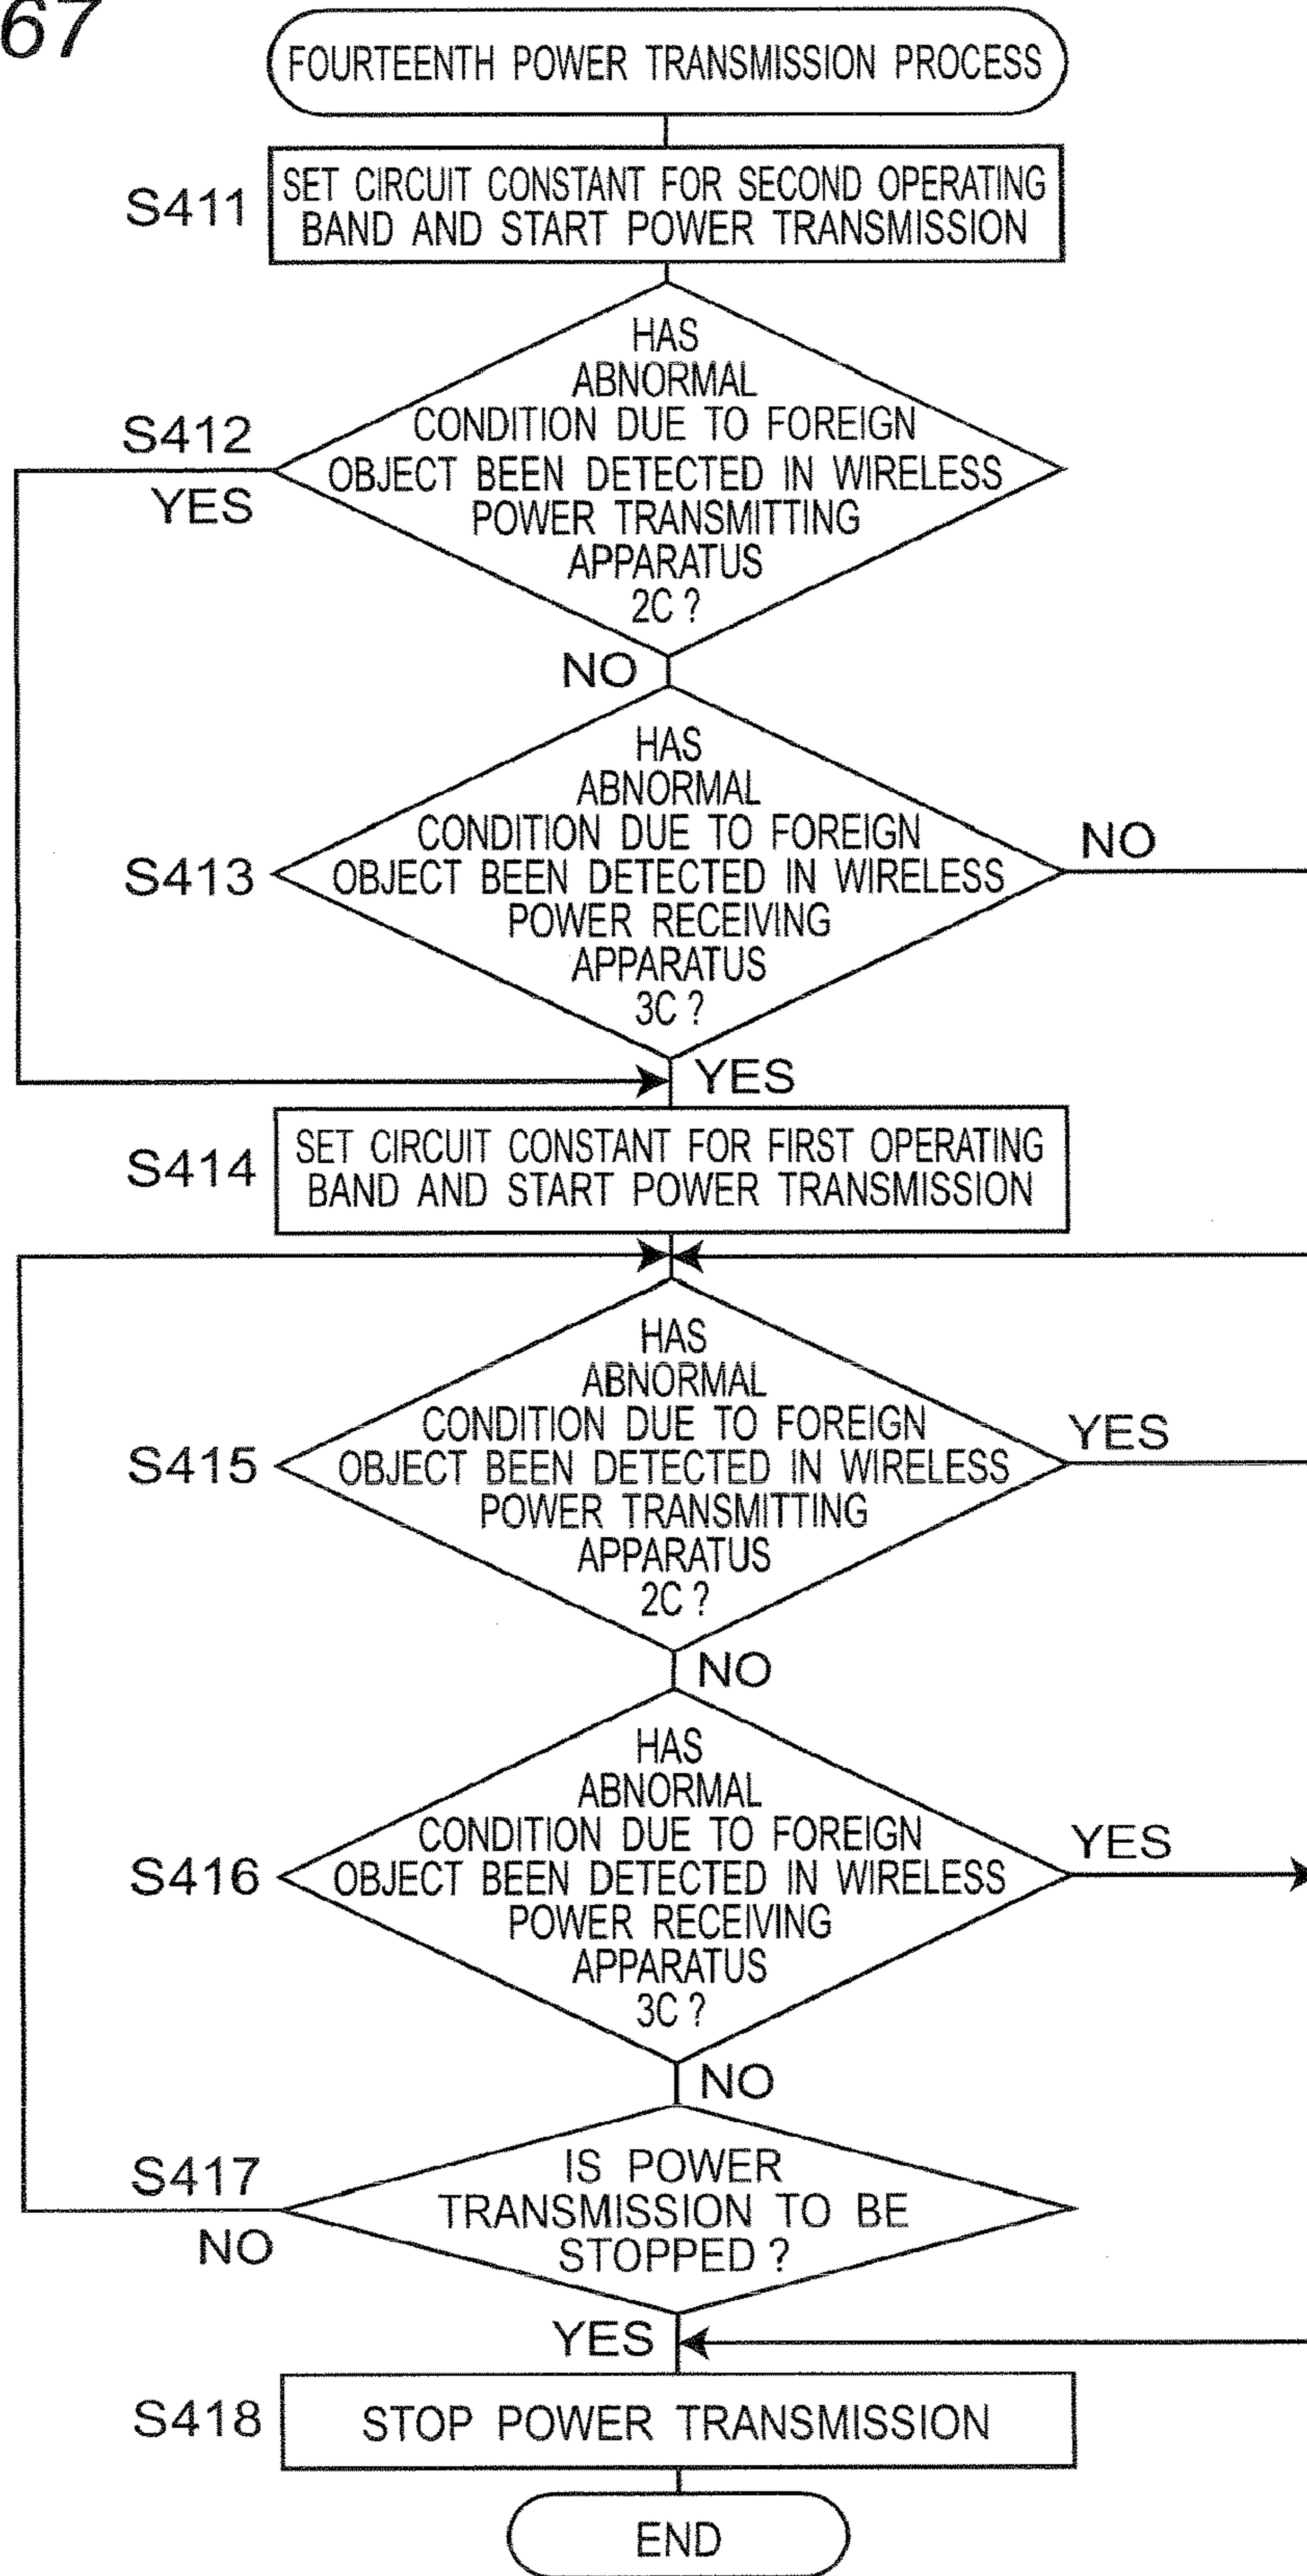 67
FOURTEENTH POWER TRANSMISSION PROCESS
S411
SET CIRCUIT CONSTANT FOR SECOND OPERATING
BAND AND START POWER TRANSMISSION
S412
YES
HAS
ABNORMAL
CONDITION DUE TO FOREIGN
OBJECT BEEN DETECTED IN WIRELESS
POWER TRANSMITTING
APPARATUS
2C ?
NO
S413
HAS
ABNORMAL
CONDITION DUE TO FOREIGN
OBJECT BEEN DETECTED IN WIRELESS
POWER RECEIVING
APPARATUS
3C ?
NO
YES
S414
SET CIRCUIT CONSTANT FOR FIRST OPERATING
BAND AND START POWER TRANSMISSION
S415
HAS
ABNORMAL
CONDITION DUE TO FOREIGN
OBJECT BEEN DETECTED IN WIRELESS
POWER TRANSMITTING
APPARATUS
2C ?
YES
NO
S416
HAS
ABNORMAL
CONDITION DUE TO FOREIGN
OBJECT BEEN DETECTED IN WIRELESS
POWER RECEIVING
APPARATUS
3C ?
YES
NO
S417
NO
IS POWER
TRANSMISSION TO BE
STOPPED ?
YES
S418
STOP POWER TRANSMISSION
END